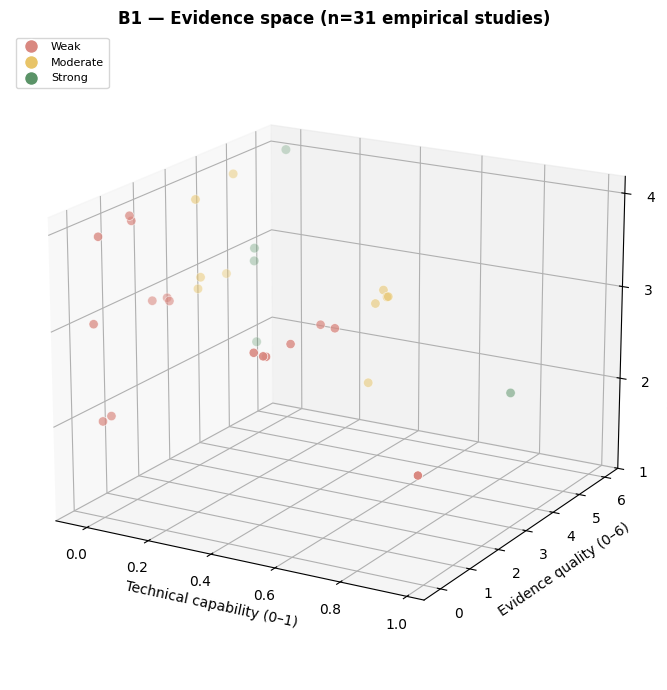 B1 — Evidence space (n=31 empirical studies)
Weak
Moderate
Strong
4
3
2
1
6
5
4
3
2
1
0
0.0
0.2
0.4
0.6
0.8
1.0
Technical capability (0–1)
Evidence quality (0–6)